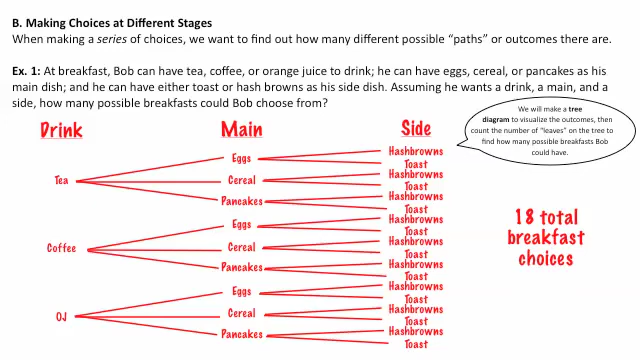 B. Making Choices at Different Stages
When making a series of choices, we want to find out how many different possible “paths” or outcomes there are.
Ex. 1: At breakfast, Bob can have tea, coffee, or orange juice to drink; he can have eggs, cereal, or pancakes as his
main dish; and he can have either toast or hash browns as his side dish. Assuming he wants a drink, a main, and a
side, how many possible breakfasts could Bob choose from?
We will make a tree
diagram to visualize the outcomes, then
count the number of “leaves” on the tree to
find how many possible breakfasts Bob
could have.
Drink Main Side
Hashbrowns
Eggs
Toast
Hashbrowns
Tea Cereal
Toast
Hashbrowns
Pancakes
Toast
Hashbrowns
Eggs
Toast
Hashbrowns
Coffee Cereal
Toast
Hashbrowns
Pancakes
Toast
Hashbrowns
Eggs
Toast
Hashbrowns
OJ Cereal
Toast
Hashbrowns
Pancakes
Toast
18 total
breakfast
choices